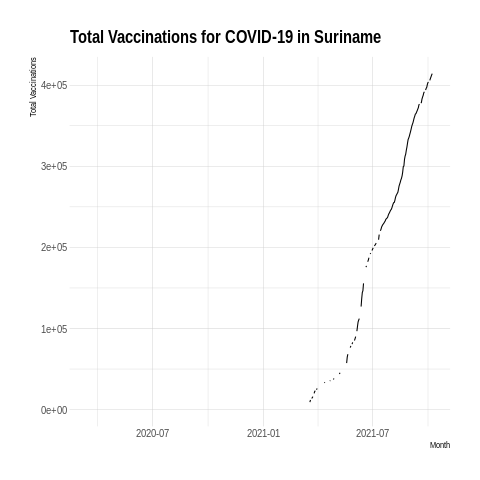 Total Vaccinations for COVID-19 in Suriname
Total Vaccinations
4e+05
3e+05
2e+05
1e+05
0e+00
2020-07
2021-01
2021-07
Month